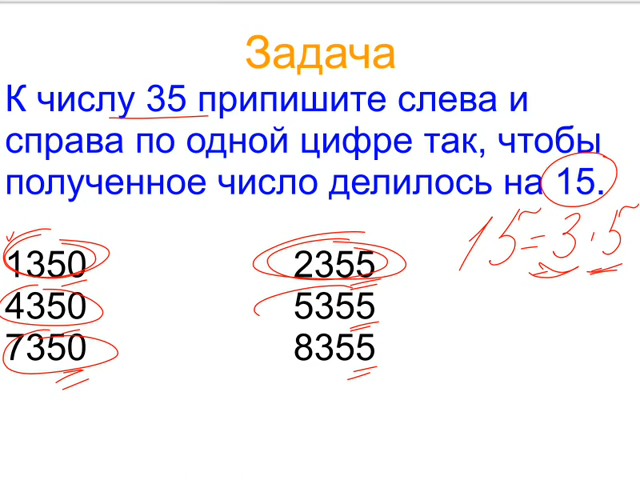 Задача
К числу 35 припишите слева и
справа по одной цифре так, чтобы
полученное число делилось на 15.
15 = 3 · 5
1350 2355
4350 5355
7350 8355